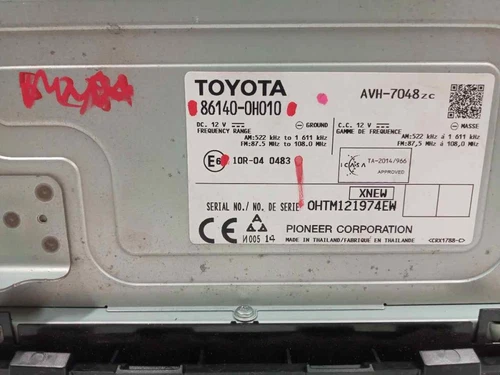 TOYOTA
86140-0H010
AVH-7048zc
DC. 12 V GROUND
C.C. 12 V MASSE
FREQUENCY RANGE
GAMME DE FREQUENCE
AM:522 kHz to 1 611 kHz
FM:87.5 MHz to 108.0 MHz
AM:522 kHz à 1 611 kHz
FM:87.5 MHz à 108.0 MHz
10R-04 0483
ICASA
TA-2014/966
APPROVED
XNEW
SERIAL NO./ NO. DE SERIE 0HTM121974EW
CE
И005 14
PIONEER CORPORATION
MADE IN THAILAND/FABRIQUE EN THAILANDE
<CRX1788-C>